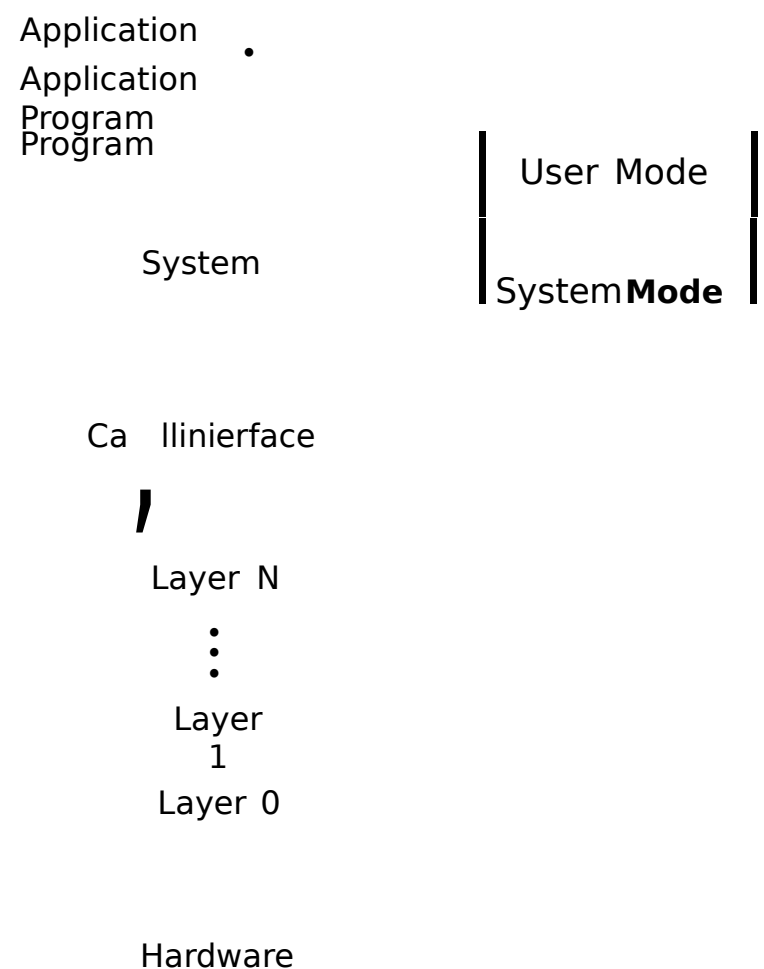 Application
•
Application
Program
Program
User Mode
System
System Mode
Ca llinierface
,
Layer N
•
•
•
Layer
1
Layer 0
Hardware